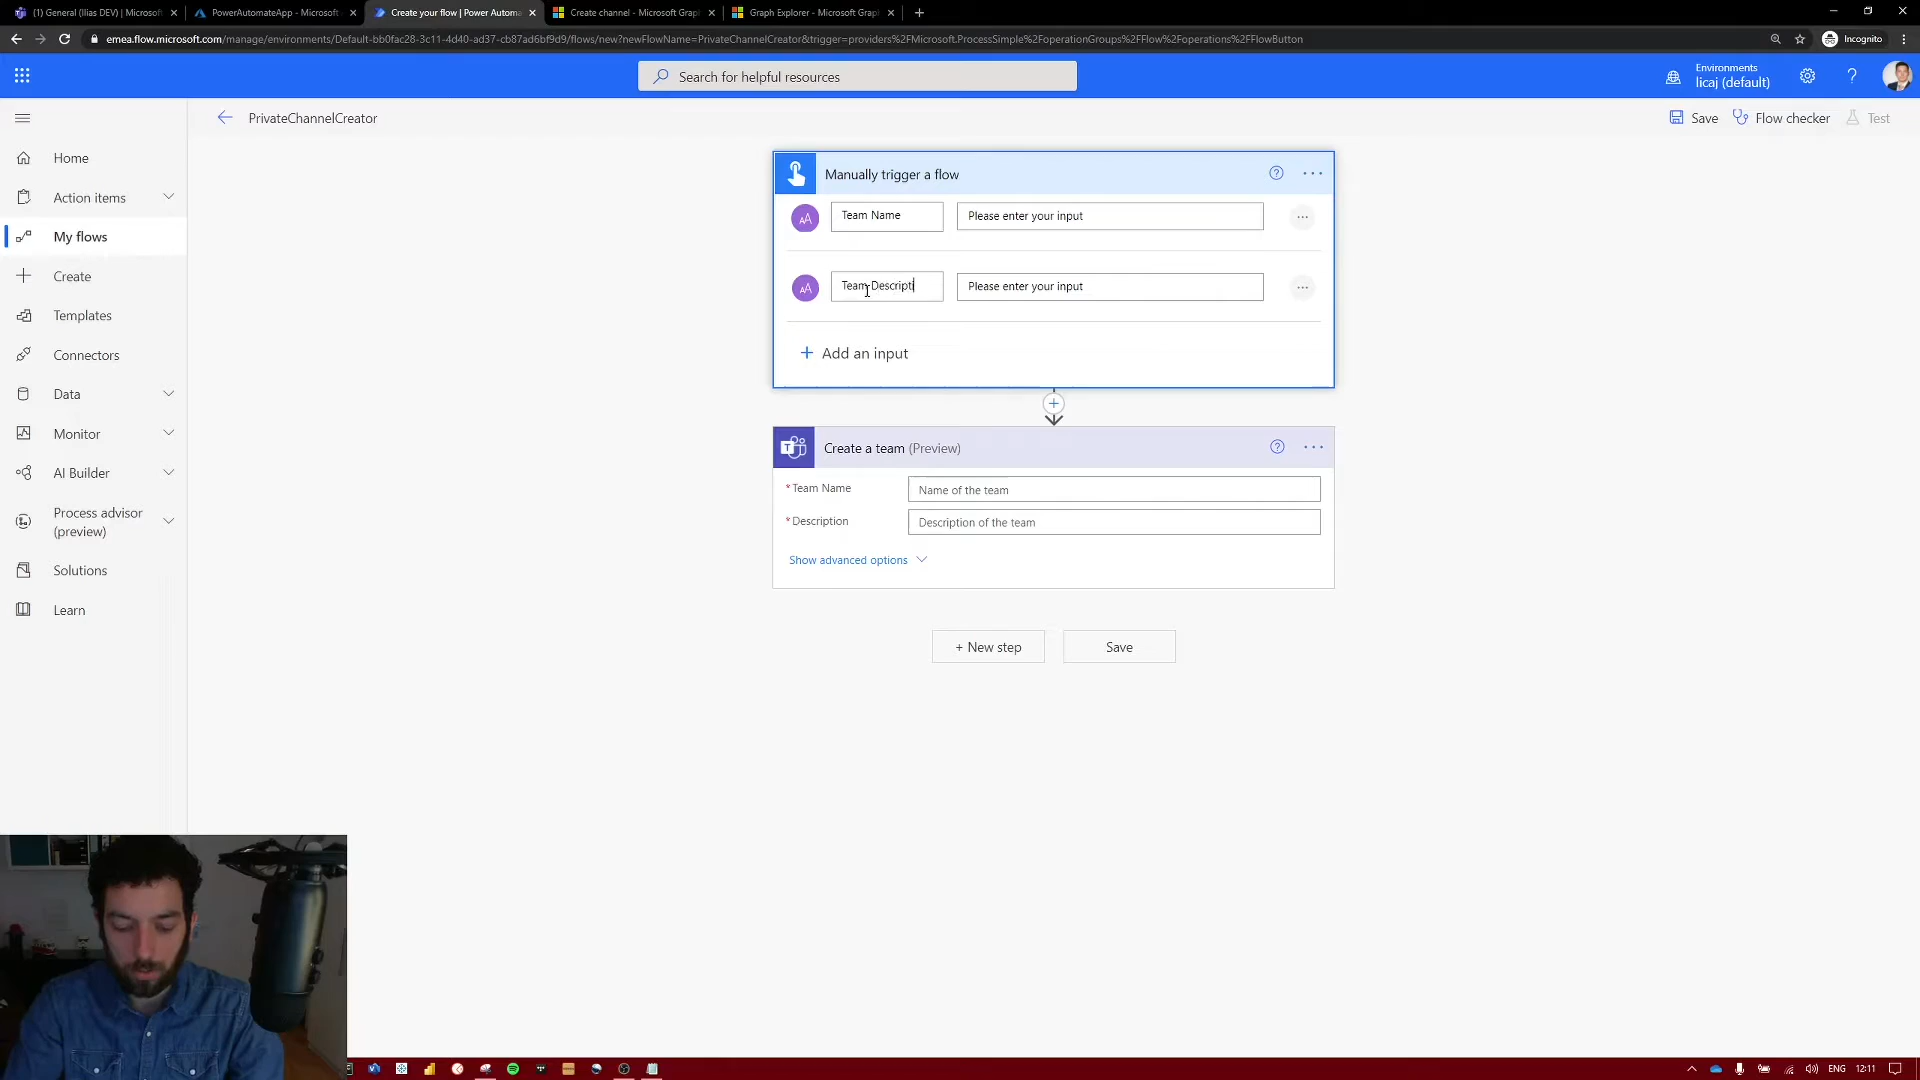 (1) General (Ilias DEV) | Microsof
PowerAutomateApp - Microsoft
Create your flow | Power Automa
Create channel - Microsoft Grap
Graph Explorer - Microsoft Grap
emea.flow.microsoft.com/manage/environments/Default-bb0fac28-3c11-4d40-ad37-cb87ad6bf9d9/flows/new?newFlowName=PrivateChannelCreator&trigger=providers%2FMicrosoft.ProcessSimple%2FoperationGroups%2FFlow%2Foperations%2FFlowButton
Incognito
Search for helpful resources
Environments
licaj (default)
PrivateChannelCreator
Save
Flow checker
Test
Home
Action items
My flows
Create
Templates
Connectors
Data
Monitor
AI Builder
Process advisor
(preview)
Solutions
Learn
Manually trigger a flow
AA
Team Name
Please enter your input
AA
Team Descripti
Please enter your input
+ Add an input
Create a team (Preview)
*Team Name
Name of the team
*Description
Description of the team
Show advanced options
+ New step
Save
ENG
12:11